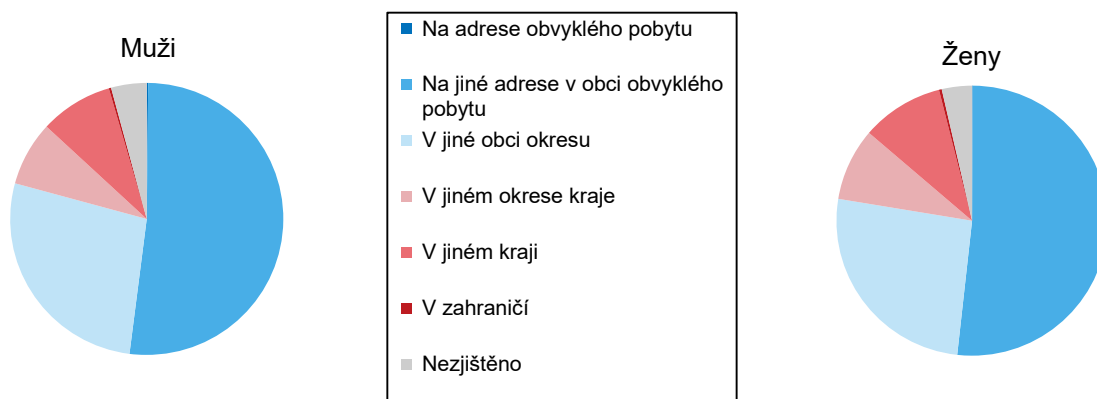 Muži
Na adrese obvyklého pobytu
Na jiné adrese v obci obvyklého
pobytu
V jiné obci okresu
V jiném okrese kraje
V jiném kraji
V zahraničí
Nezjištěno
Ženy